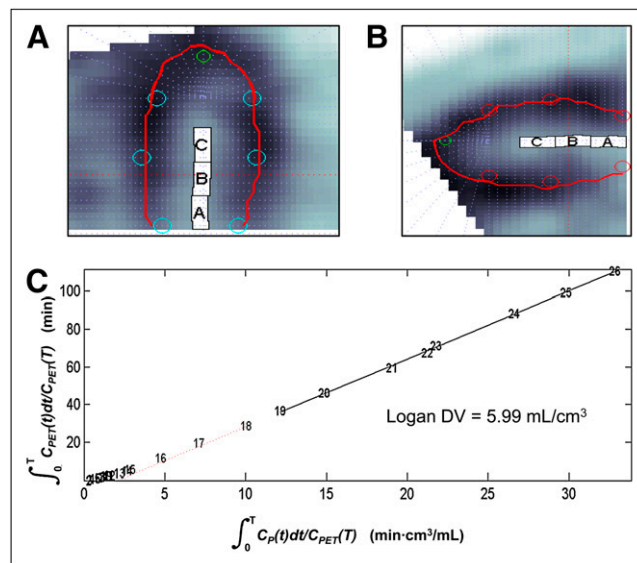 A
B
C
B
A
C B A
C
∫₀ᵀ C_PET(t)dt/C_PET(T) (min)
100
80
60
40
20
26
25
24
23
22
21
20
19
18
17
16
Logan DV = 5.99 mL/cm³
0 5 10 15 20 25 30
∫₀ᵀ C_P(t)dt/C_PET(T) (min·cm³/mL)